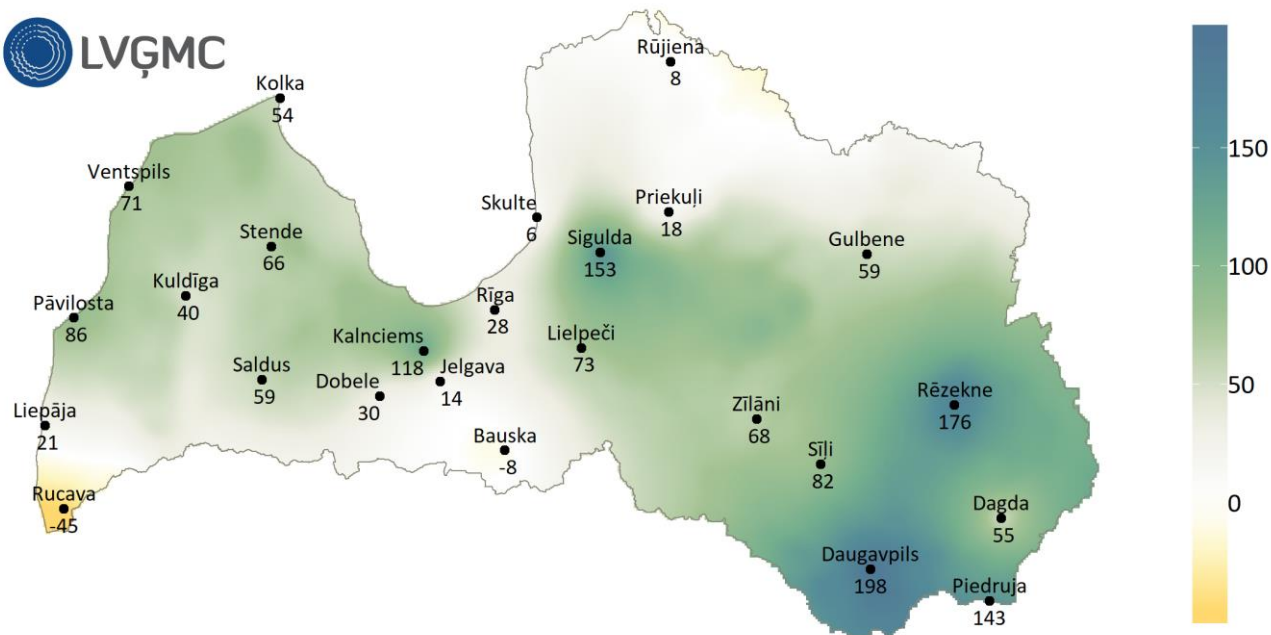 LVĢMC
Rūjiena
8
Kolka
54
150
Ventspils
71
Skulte
6
Priekuļi
18
Stende
66
Sigulda
153
Gulbene
59
100
Kuldīga
40
Pāvilosta
86
Rīga
28
Kalnciems
118
Lielpeči
73
Saldus
59
Dobele
30
Jelgava
14
50
Rēzekne
176
Liepāja
21
Zīlāni
68
Bauska
-8
Sīļi
82
0
Rucava
-45
Dagda
55
Daugavpils
198
Piedruja
143